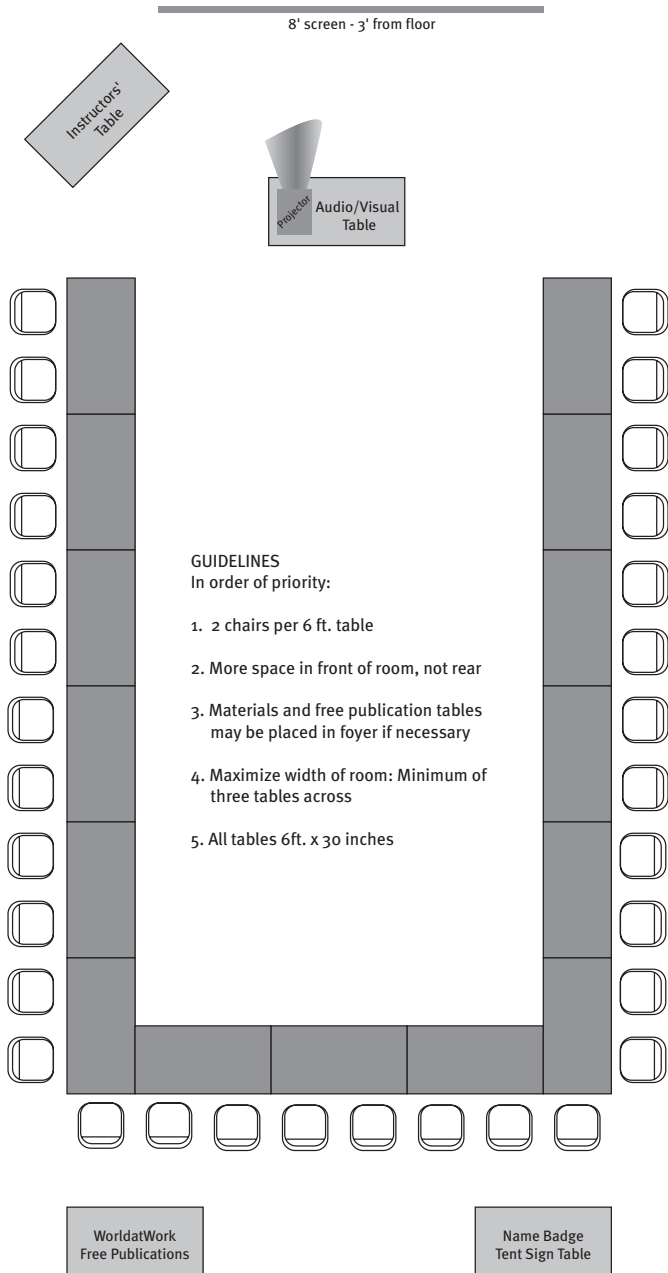 8' screen - 3' from floor
Instructors'
Table
Projector
Audio/Visual
Table
GUIDELINES
In order of priority:
1. 2 chairs per 6 ft. table
2. More space in front of room, not rear
3. Materials and free publication tables
may be placed in foyer if necessary
4. Maximize width of room: Minimum of
three tables across
5. All tables 6ft. x 30 inches
WorldatWork
Free Publications
Name Badge
Tent Sign Table